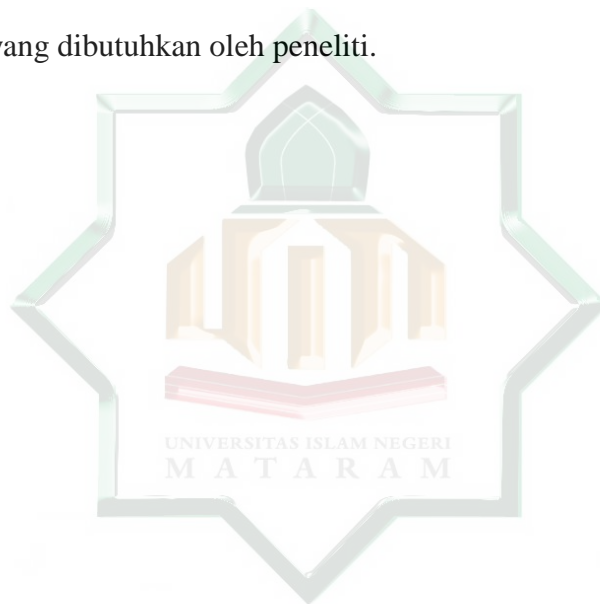 yang dibutuhkan oleh peneliti.
UNIVERSITAS ISLAM NEGERI
M A T A R A M